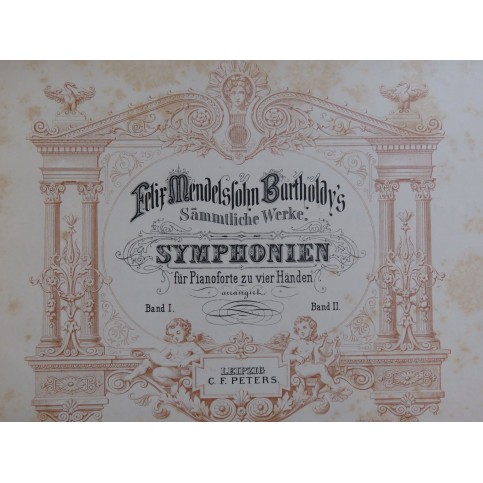 Felix Mendelssohn Bartholdy's
Sämmtliche Werke.
SYMPHONIEN
für Pianoforte zu vier Händen
arrangirt.
Band I. Band II.
LEIPZIG
C. F. PETERS.